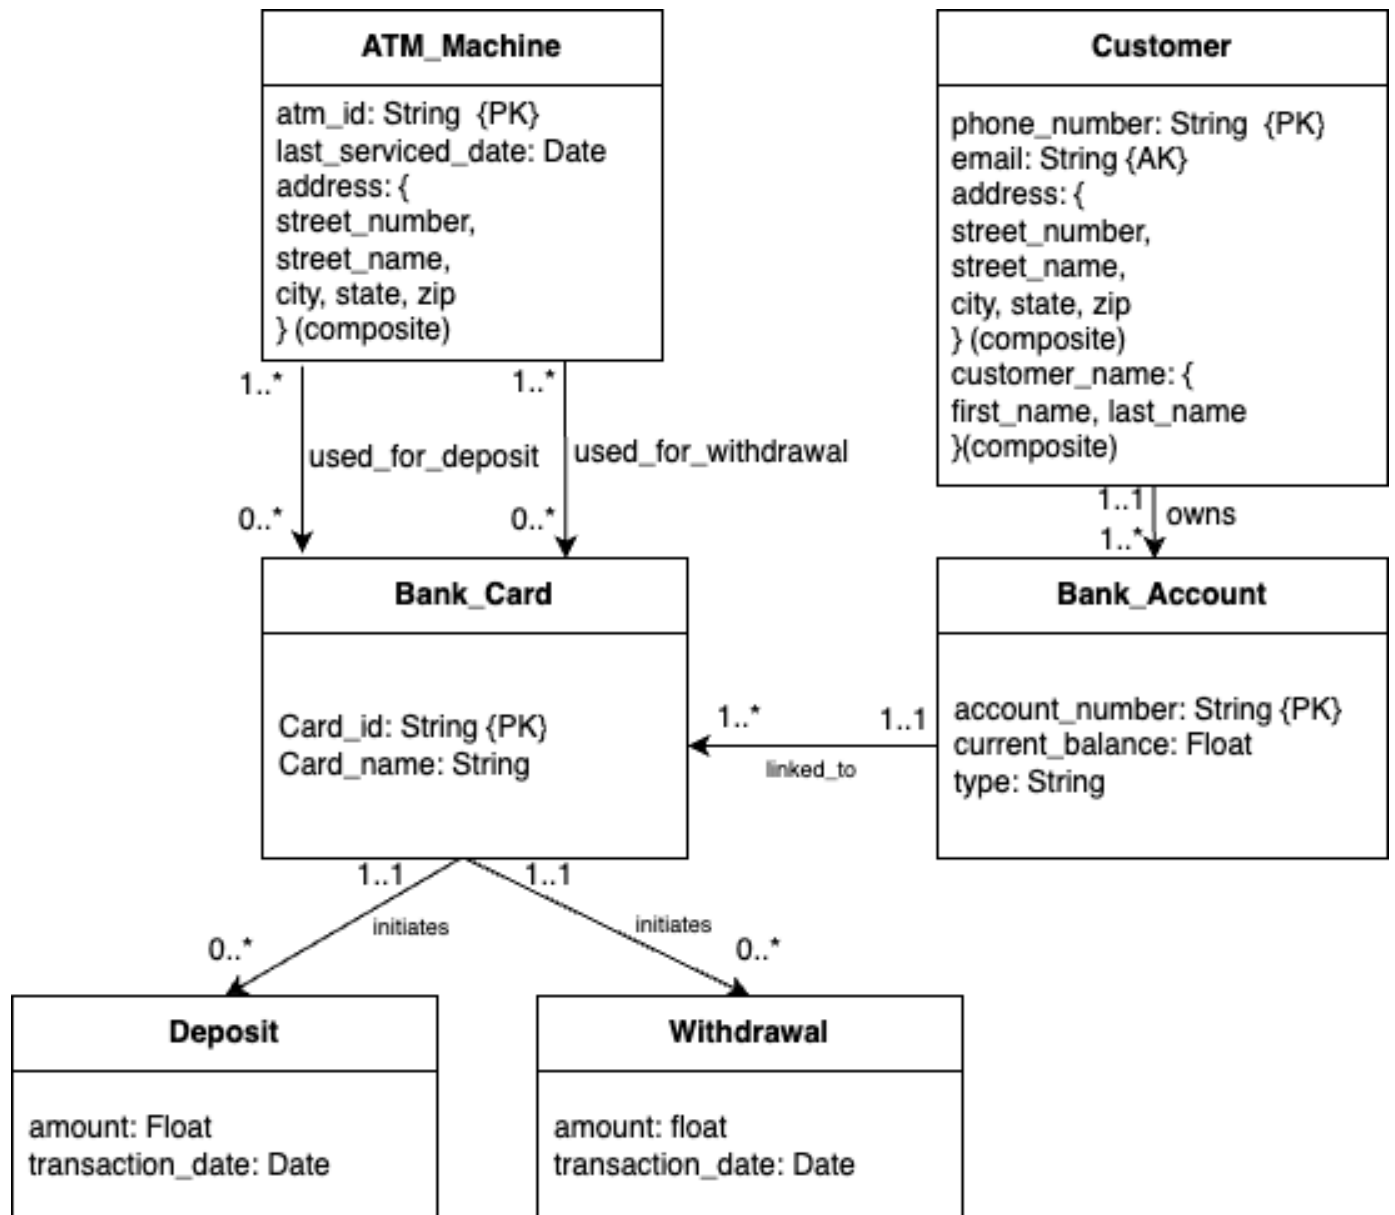 ATM_Machine
atm_id: String {PK}
last_serviced_date: Date
address: {
street_number,
street_name,
city, state, zip
} (composite)
Customer
phone_number: String {PK}
email: String {AK}
address: {
street_number,
street_name,
city, state, zip
} (composite)
customer_name: {
first_name, last_name
}(composite)
1..*
1..*
used_for_deposit
used_for_withdrawal
0..*
0..*
1..1
owns
1..*
Bank_Card
Card_id: String {PK}
Card_name: String
Bank_Account
account_number: String {PK}
current_balance: Float
type: String
1..*
1..1
linked_to
1..1
1..1
initiates
initiates
0..*
0..*
Deposit
amount: Float
transaction_date: Date
Withdrawal
amount: float
transaction_date: Date